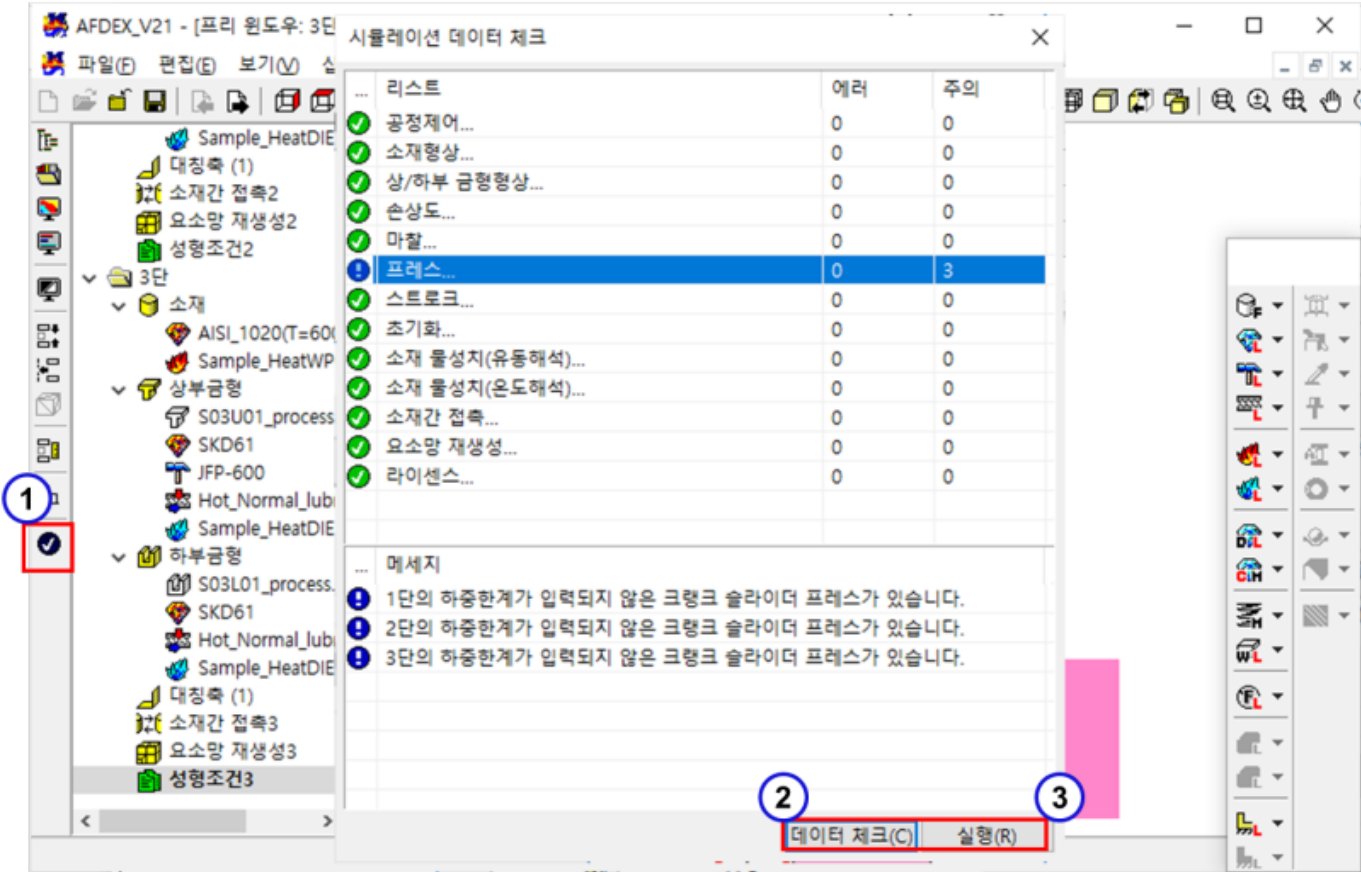 AFDEX_V21 - [프리 윈도우: 3단
파일(F) 편집(E) 보기(V)
Sample_HeatDIE
대칭축 (1)
소재간 접촉2
요소망 재생성2
성형조건2
3단
소재
AISI_1020(T=600
Sample_HeatWP
상부금형
S03U01_process
SKD61
JFP-600
Hot_Normal_lub
Sample_HeatDIE
하부금형
S03L01_process.
SKD61
Hot_Normal_lub
Sample_HeatDIE
대칭축 (1)
소재간 접촉3
요소망 재생성3
성형조건3
1
시뮬레이션 데이터 체크
... 리스트 에러 주의
공정제어... 0 0
소재형상... 0 0
상/하부 금형형상... 0 0
손상도... 0 0
마찰... 0 0
프레스... 0 3
스트로크... 0 0
초기화... 0 0
소재 물성치(유동해석)... 0 0
소재 물성치(온도해석)... 0 0
소재간 접촉... 0 0
요소망 재생성... 0 0
라이센스... 0 0
... 메세지
1단의 하중한계가 입력되지 않은 크랭크 슬라이더 프레스가 있습니다.
2단의 하중한계가 입력되지 않은 크랭크 슬라이더 프레스가 있습니다.
3단의 하중한계가 입력되지 않은 크랭크 슬라이더 프레스가 있습니다.
2 3
데이터 체크(C) 실행(R)